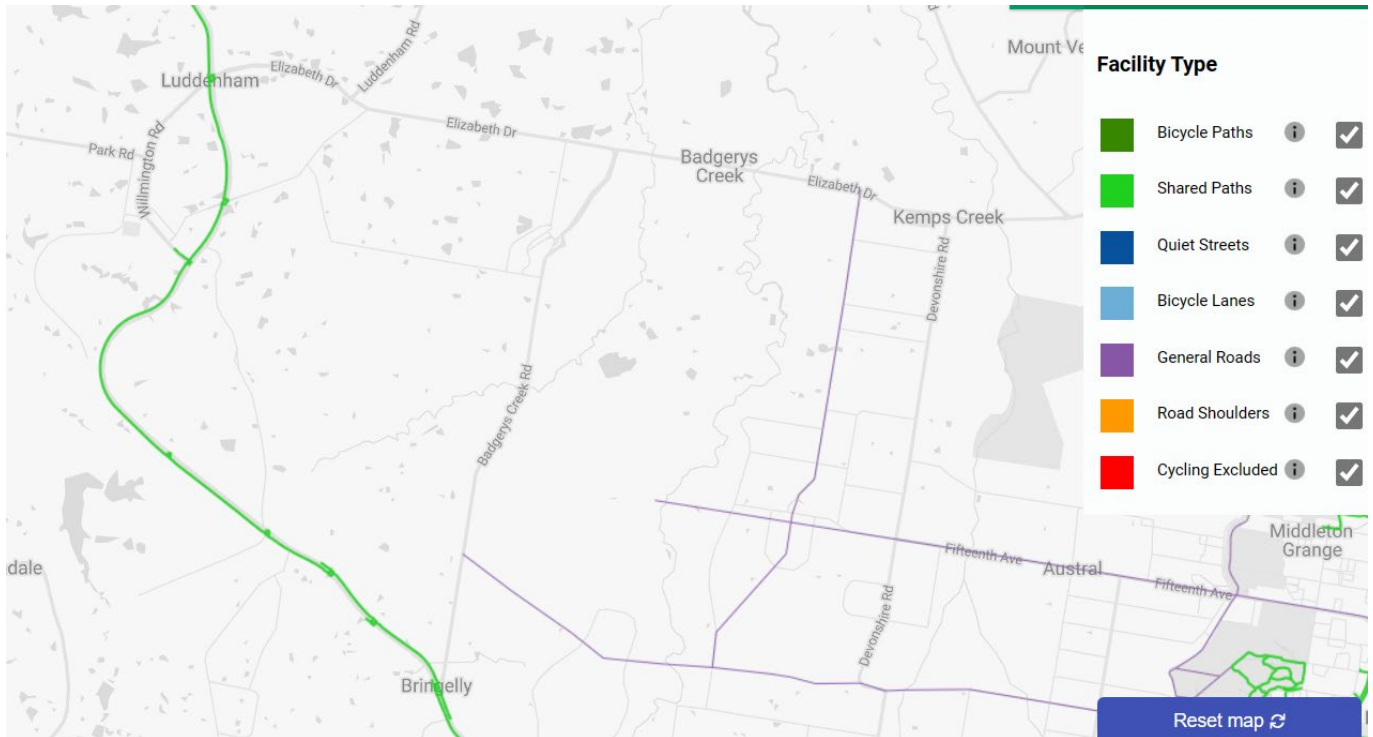 Luddenham
Elizabeth Dr
Luddenham Rd
Mount Ve
Elizabeth Dr
Park Rd
Willmington Rd
Badgerys
Creek
Elizabeth Dr
Kemps Creek
Devonshire Rd
Badgerys Creek Rd
Fifteenth Ave
Austral
Fifteenth Ave
Middleton
Grange
dale
Devonshire Rd
Bringelly
Facility Type
Bicycle Paths
Shared Paths
Quiet Streets
Bicycle Lanes
General Roads
Road Shoulders
Cycling Excluded
Reset map